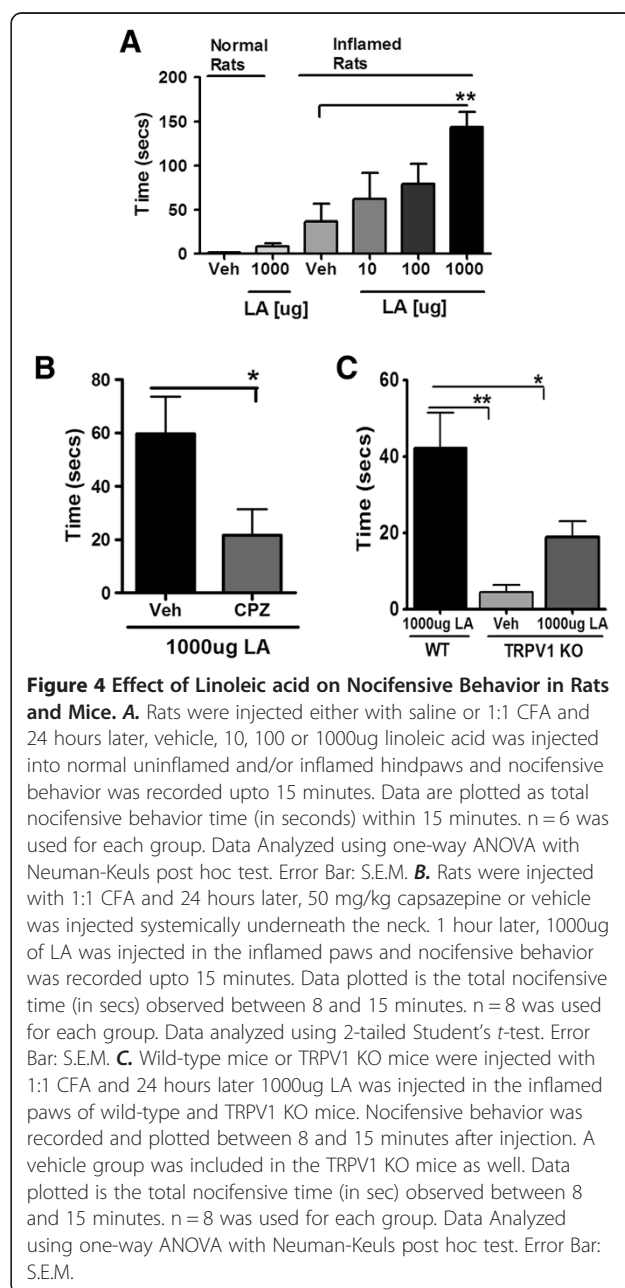 A
Normal Rats
Inflamed Rats
Time (secs)
200
150
100
50
0
**
Veh 1000 Veh 10 100 1000
LA [ug] LA [ug]
B
Time (secs)
80
60
40
20
0
*
Veh CPZ
1000ug LA
C
Time (secs)
60
40
20
0
*
**
1000ug LA Veh 1000ug LA
WT TRPV1 KO
Figure 4 Effect of Linoleic acid on Nocifensive Behavior in Rats
and Mice. A. Rats were injected either with saline or 1:1 CFA and
24 hours later, vehicle, 10, 100 or 1000ug linoleic acid was injected
into normal uninflamed and/or inflamed hindpaws and nocifensive
behavior was recorded upto 15 minutes. Data are plotted as total
nocifensive behavior time (in seconds) within 15 minutes. n = 6 was
used for each group. Data Analyzed using one-way ANOVA with
Neuman-Keuls post hoc test. Error Bar: S.E.M. B. Rats were injected
with 1:1 CFA and 24 hours later, 50 mg/kg capsazepine or vehicle
was injected systemically underneath the neck. 1 hour later, 1000ug
of LA was injected in the inflamed paws and nocifensive behavior
was recorded upto 15 minutes. Data plotted is the total nocifensive
time (in secs) observed between 8 and 15 minutes. n = 8 was used
for each group. Data analyzed using 2-tailed Student's t-test. Error
Bar: S.E.M. C. Wild-type mice or TRPV1 KO mice were injected with
1:1 CFA and 24 hours later 1000ug LA was injected in the inflamed
paws of wild-type and TRPV1 KO mice. Nocifensive behavior was
recorded and plotted between 8 and 15 minutes after injection. A
vehicle group was included in the TRPV1 KO mice as well. Data
plotted is the total nocifensive time (in sec) observed between 8
and 15 minutes. n = 8 was used for each group. Data Analyzed
using one-way ANOVA with Neuman-Keuls post hoc test. Error Bar:
S.E.M.